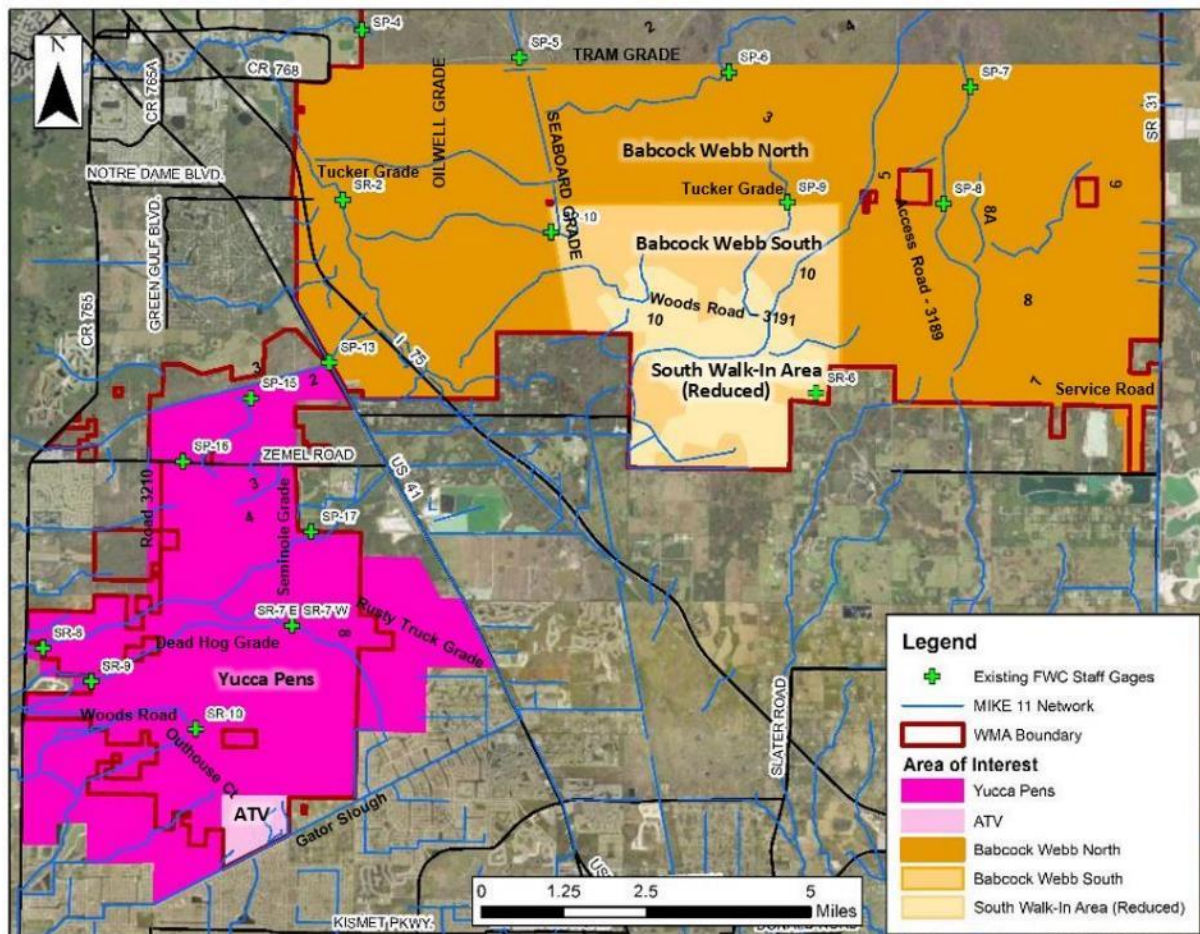 SP-4
N
2
4
SP-5
TRAM GRADE
SP-6
CR 768
CR 765A
SP-7
OILWELL GRADE
SEABOARD GRADE
3
SR 31
Babcock Webb North
NOTRE DAME BLVD.
Tucker Grade
SR-2
Tucker Grade
SP-9
5
SP-8
6
GREEN GULF BLVD.
Babcock Webb South
Access Road - 3189
8A
10
Woods Road - 3191
10
8
CR 765
I 75
SP-13
3
2
South Walk-In Area
(Reduced)
SR-6
7
Service Road
SP-15
SP-16
ZEMEL ROAD
US 41
Road 3210
3
4
Seminole Grade
SP-17
SR-7 E
SR-7 W
8
Rusty Truck Grade
Dead Hog Grade
SR-9
Yucca Pens
Woods Road
SR-10
Outhouse Ct
ATV
Gator Slough
SLATER ROAD
KISMET PKWY.
0
1.25
2.5
5
Miles
Legend
Existing FWC Staff Gages
MIKE 11 Network
WMA Boundary
Area of Interest
Yucca Pens
ATV
Babcock Webb North
Babcock Webb South
South Walk-In Area (Reduced)